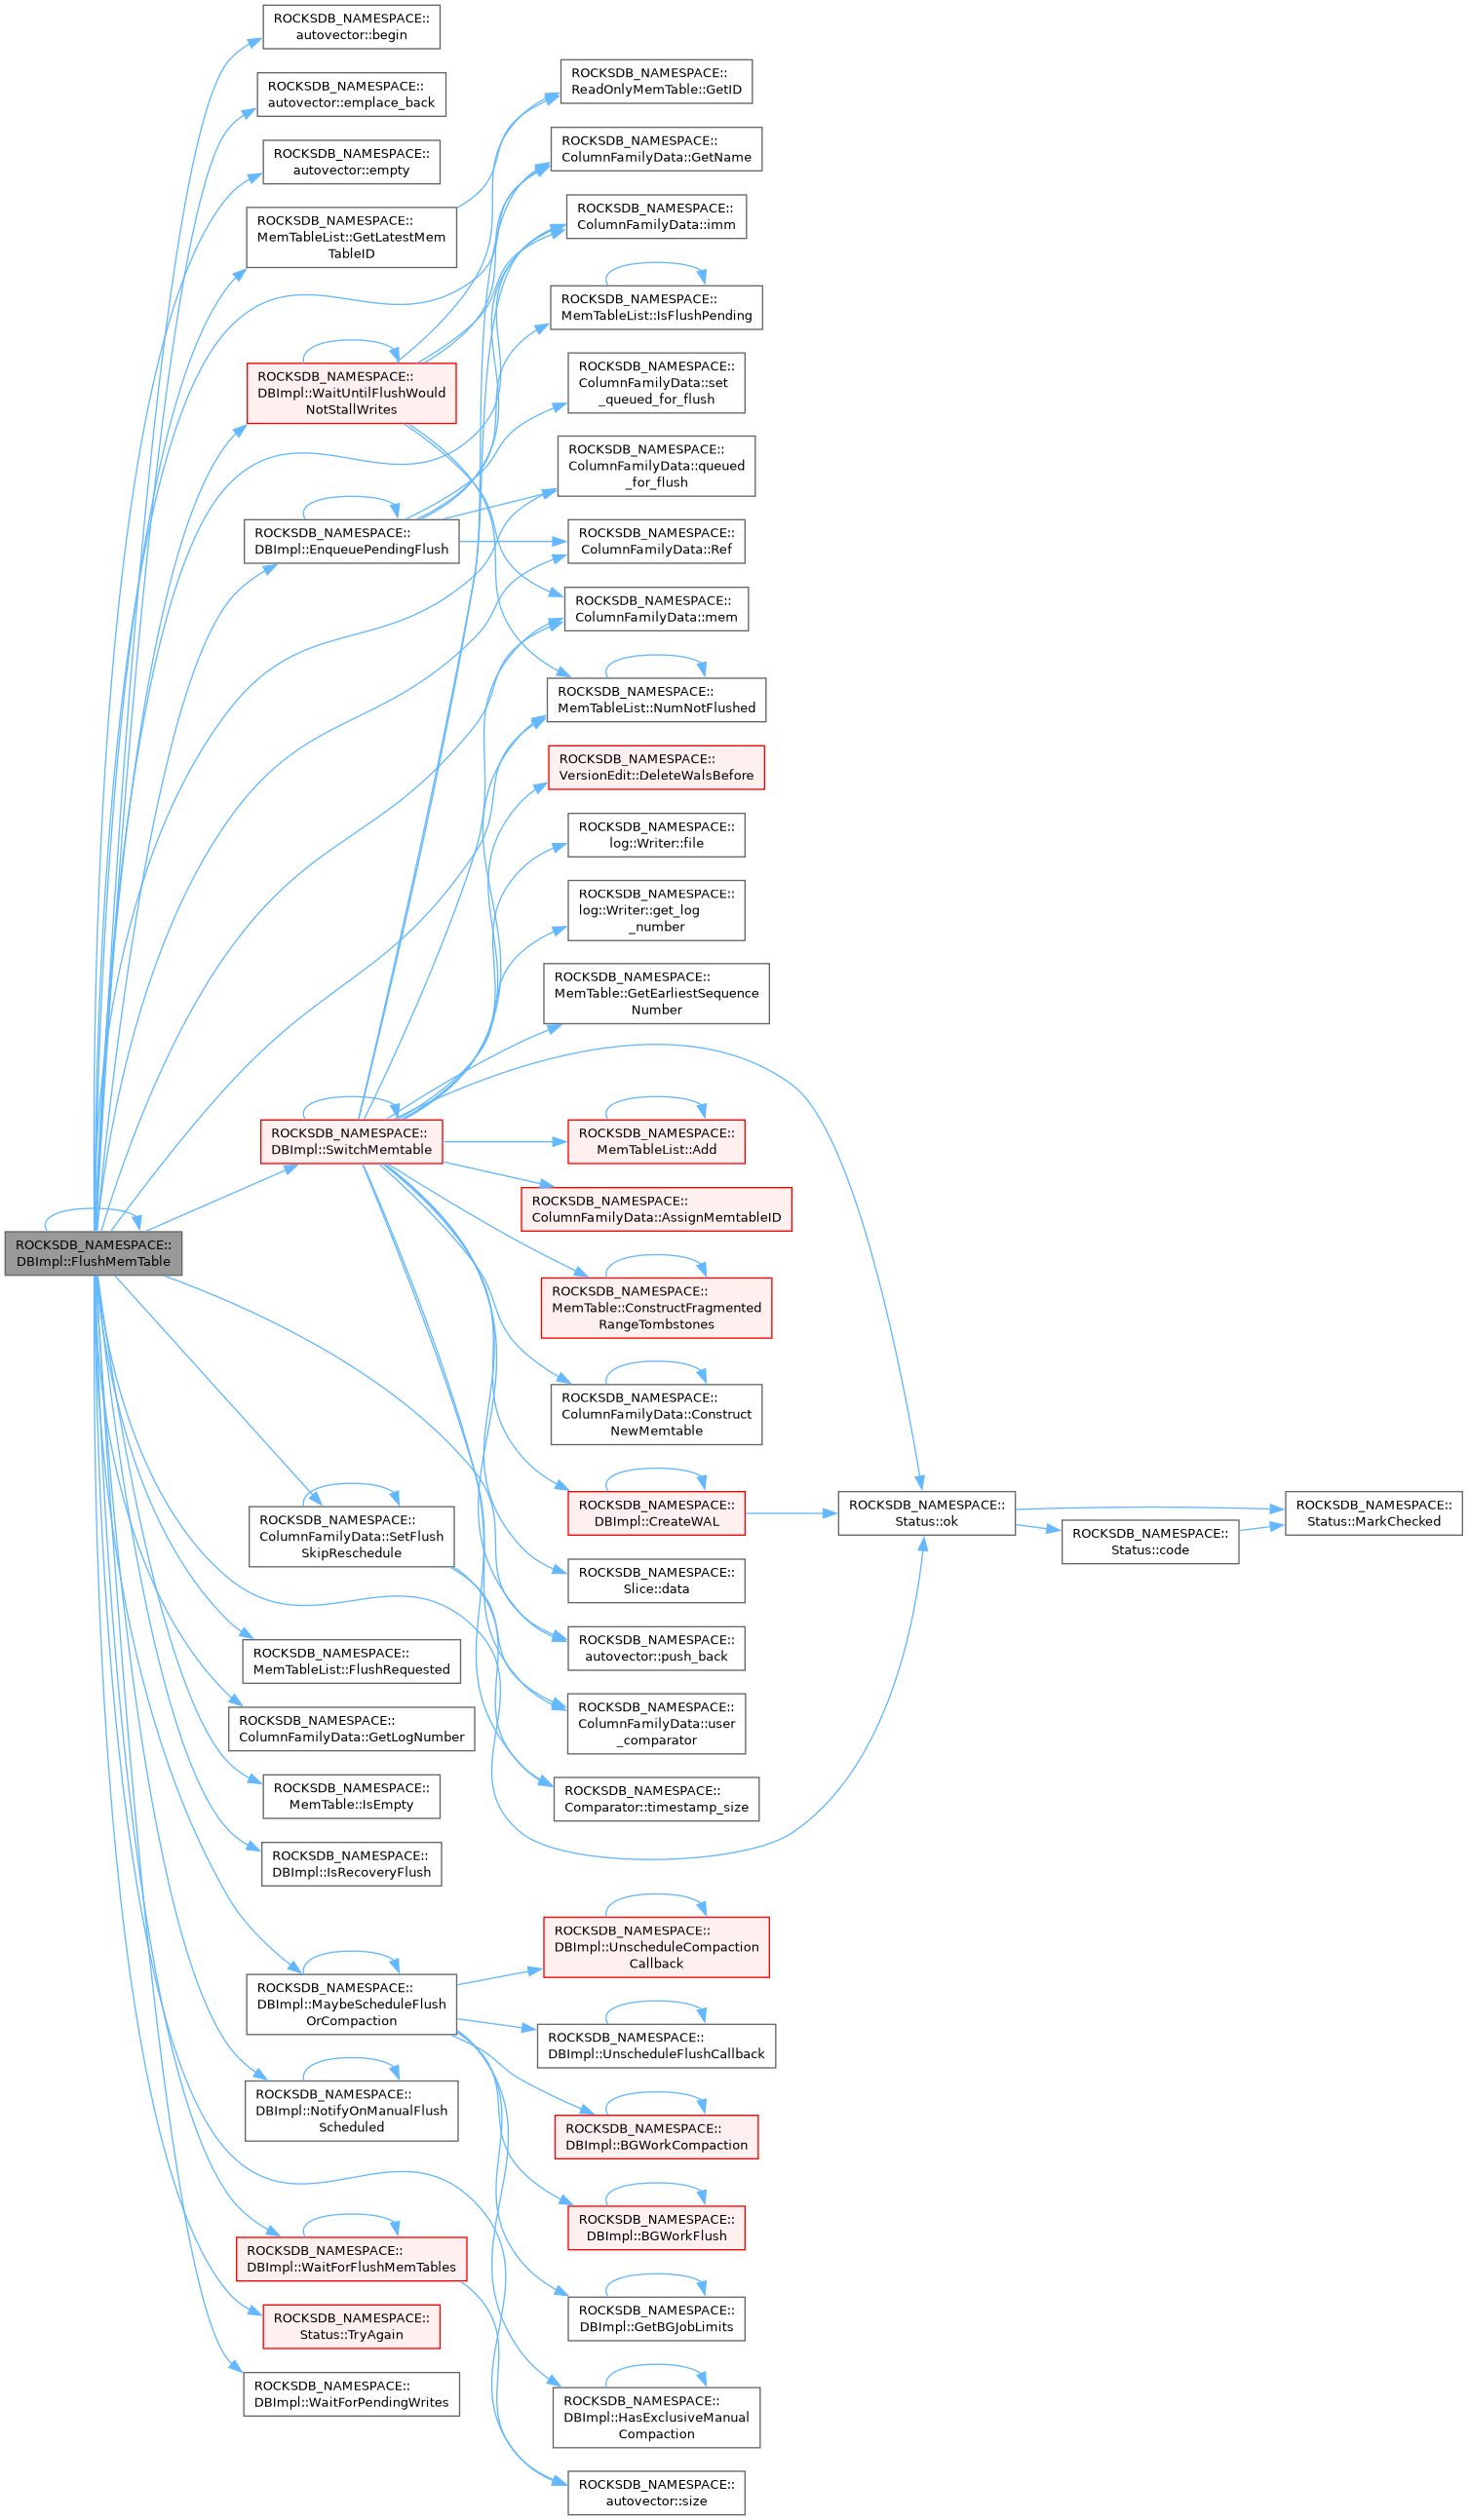 ROCKSDB_NAMESPACE::
autovector::begin
ROCKSDB_NAMESPACE::
autovector::emplace_back
ROCKSDB_NAMESPACE::
autovector::empty
ROCKSDB_NAMESPACE::
MemTableList::GetLatestMem
TableID
ROCKSDB_NAMESPACE::
DBImpl::WaitUntilFlushWould
NotStallWrites
ROCKSDB_NAMESPACE::
DBImpl::EnqueuePendingFlush
ROCKSDB_NAMESPACE::
DBImpl::SwitchMemtable
ROCKSDB_NAMESPACE::
DBImpl::FlushMemTable
ROCKSDB_NAMESPACE::
ColumnFamilyData::SetFlush
SkipReschedule
ROCKSDB_NAMESPACE::
MemTableList::FlushRequested
ROCKSDB_NAMESPACE::
ColumnFamilyData::GetLogNumber
ROCKSDB_NAMESPACE::
MemTable::IsEmpty
ROCKSDB_NAMESPACE::
DBImpl::IsRecoveryFlush
ROCKSDB_NAMESPACE::
DBImpl::MaybeScheduleFlush
OrCompaction
ROCKSDB_NAMESPACE::
DBImpl::NotifyOnManualFlush
Scheduled
ROCKSDB_NAMESPACE::
DBImpl::WaitForFlushMemTables
ROCKSDB_NAMESPACE::
Status::TryAgain
ROCKSDB_NAMESPACE::
DBImpl::WaitForPendingWrites
ROCKSDB_NAMESPACE::
ReadOnlyMemTable::GetID
ROCKSDB_NAMESPACE::
ColumnFamilyData::GetName
ROCKSDB_NAMESPACE::
ColumnFamilyData::imm
ROCKSDB_NAMESPACE::
MemTableList::IsFlushPending
ROCKSDB_NAMESPACE::
ColumnFamilyData::set
_queued_for_flush
ROCKSDB_NAMESPACE::
ColumnFamilyData::queued
_for_flush
ROCKSDB_NAMESPACE::
ColumnFamilyData::Ref
ROCKSDB_NAMESPACE::
ColumnFamilyData::mem
ROCKSDB_NAMESPACE::
MemTableList::NumNotFlushed
ROCKSDB_NAMESPACE::
VersionEdit::DeleteWalsBefore
ROCKSDB_NAMESPACE::
log::Writer::file
ROCKSDB_NAMESPACE::
log::Writer::get_log
_number
ROCKSDB_NAMESPACE::
MemTable::GetEarliestSequence
Number
ROCKSDB_NAMESPACE::
MemTableList::Add
ROCKSDB_NAMESPACE::
ColumnFamilyData::AssignMemtableID
ROCKSDB_NAMESPACE::
MemTable::ConstructFragmented
RangeTombstones
ROCKSDB_NAMESPACE::
ColumnFamilyData::Construct
NewMemtable
ROCKSDB_NAMESPACE::
DBImpl::CreateWAL
ROCKSDB_NAMESPACE::
Slice::data
ROCKSDB_NAMESPACE::
autovector::push_back
ROCKSDB_NAMESPACE::
ColumnFamilyData::user
_comparator
ROCKSDB_NAMESPACE::
Comparator::timestamp_size
ROCKSDB_NAMESPACE::
DBImpl::UnscheduleCompaction
Callback
ROCKSDB_NAMESPACE::
DBImpl::UnscheduleFlushCallback
ROCKSDB_NAMESPACE::
DBImpl::BGWorkCompaction
ROCKSDB_NAMESPACE::
DBImpl::BGWorkFlush
ROCKSDB_NAMESPACE::
DBImpl::GetBGJobLimits
ROCKSDB_NAMESPACE::
DBImpl::HasExclusiveManual
Compaction
ROCKSDB_NAMESPACE::
autovector::size
ROCKSDB_NAMESPACE::
Status::ok
ROCKSDB_NAMESPACE::
Status::code
ROCKSDB_NAMESPACE::
Status::MarkChecked